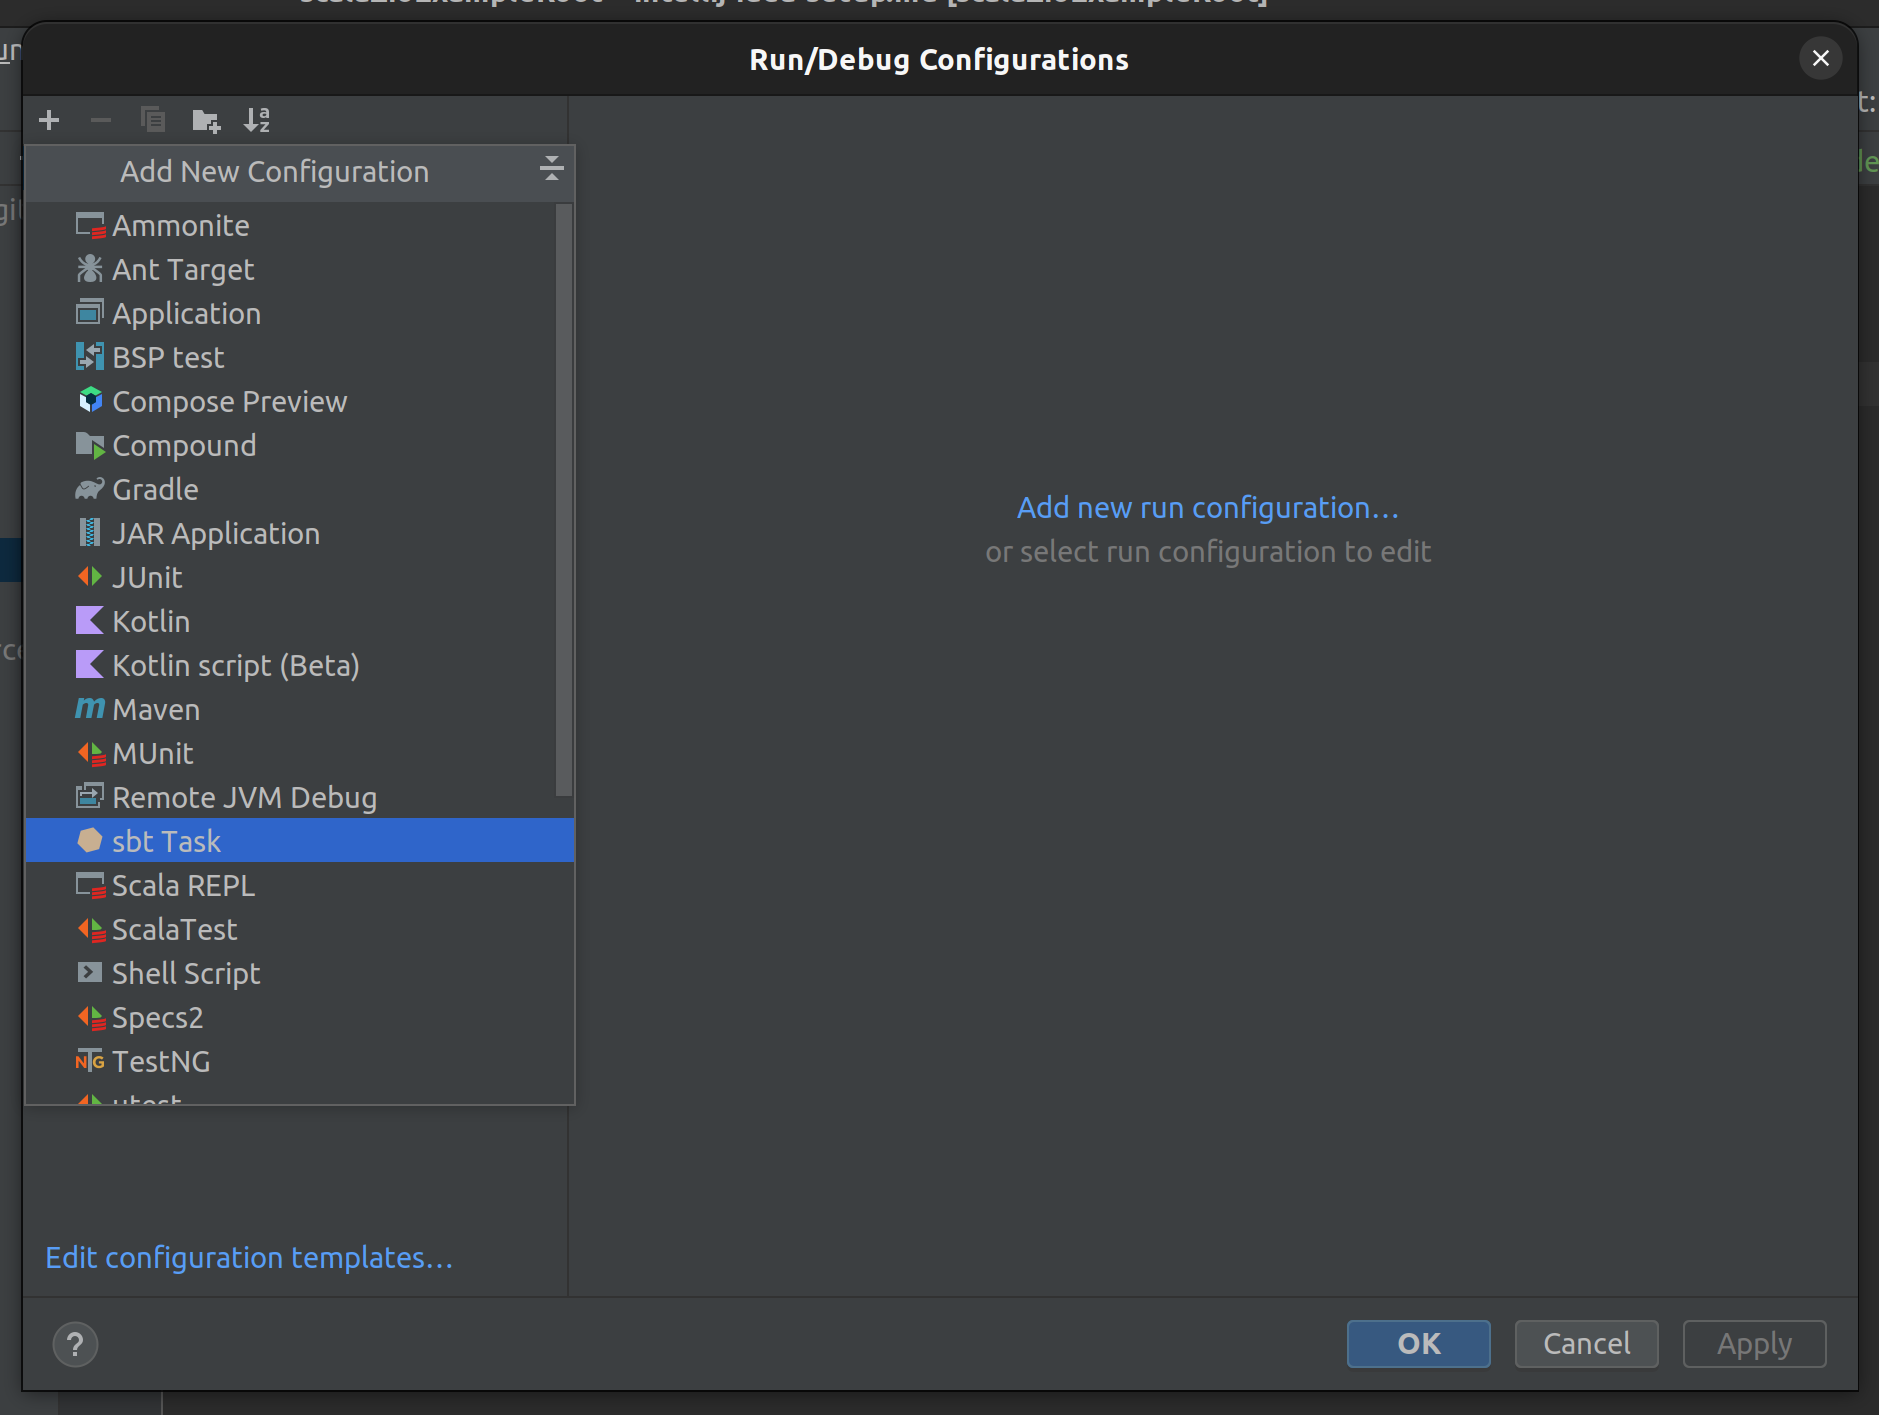 Run/Debug Configurations
Add New Configuration
Ammonite
Ant Target
Application
BSP test
Compose Preview
Compound
Gradle
JAR Application
JUnit
Kotlin
Kotlin script (Beta)
Maven
MUnit
Remote JVM Debug
sbt Task
Scala REPL
ScalaTest
Shell Script
Specs2
TestNG
utest
Add new run configuration...
or select run configuration to edit
Edit configuration templates...
?
OK
Cancel
Apply